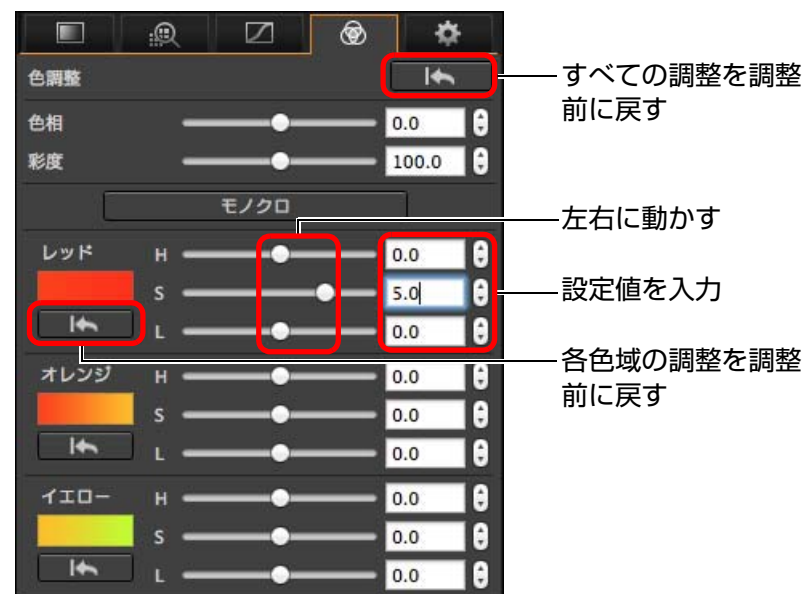 色調整
すべての調整を調整
前に戻す
色相
0.0
彩度
100.0
モノクロ
左右に動かす
レッド
H
0.0
S
5.0
設定値を入力
L
0.0
各色域の調整を調整
前に戻す
オレンジ
H
0.0
S
0.0
L
0.0
イエロー
H
0.0
S
0.0
L
0.0